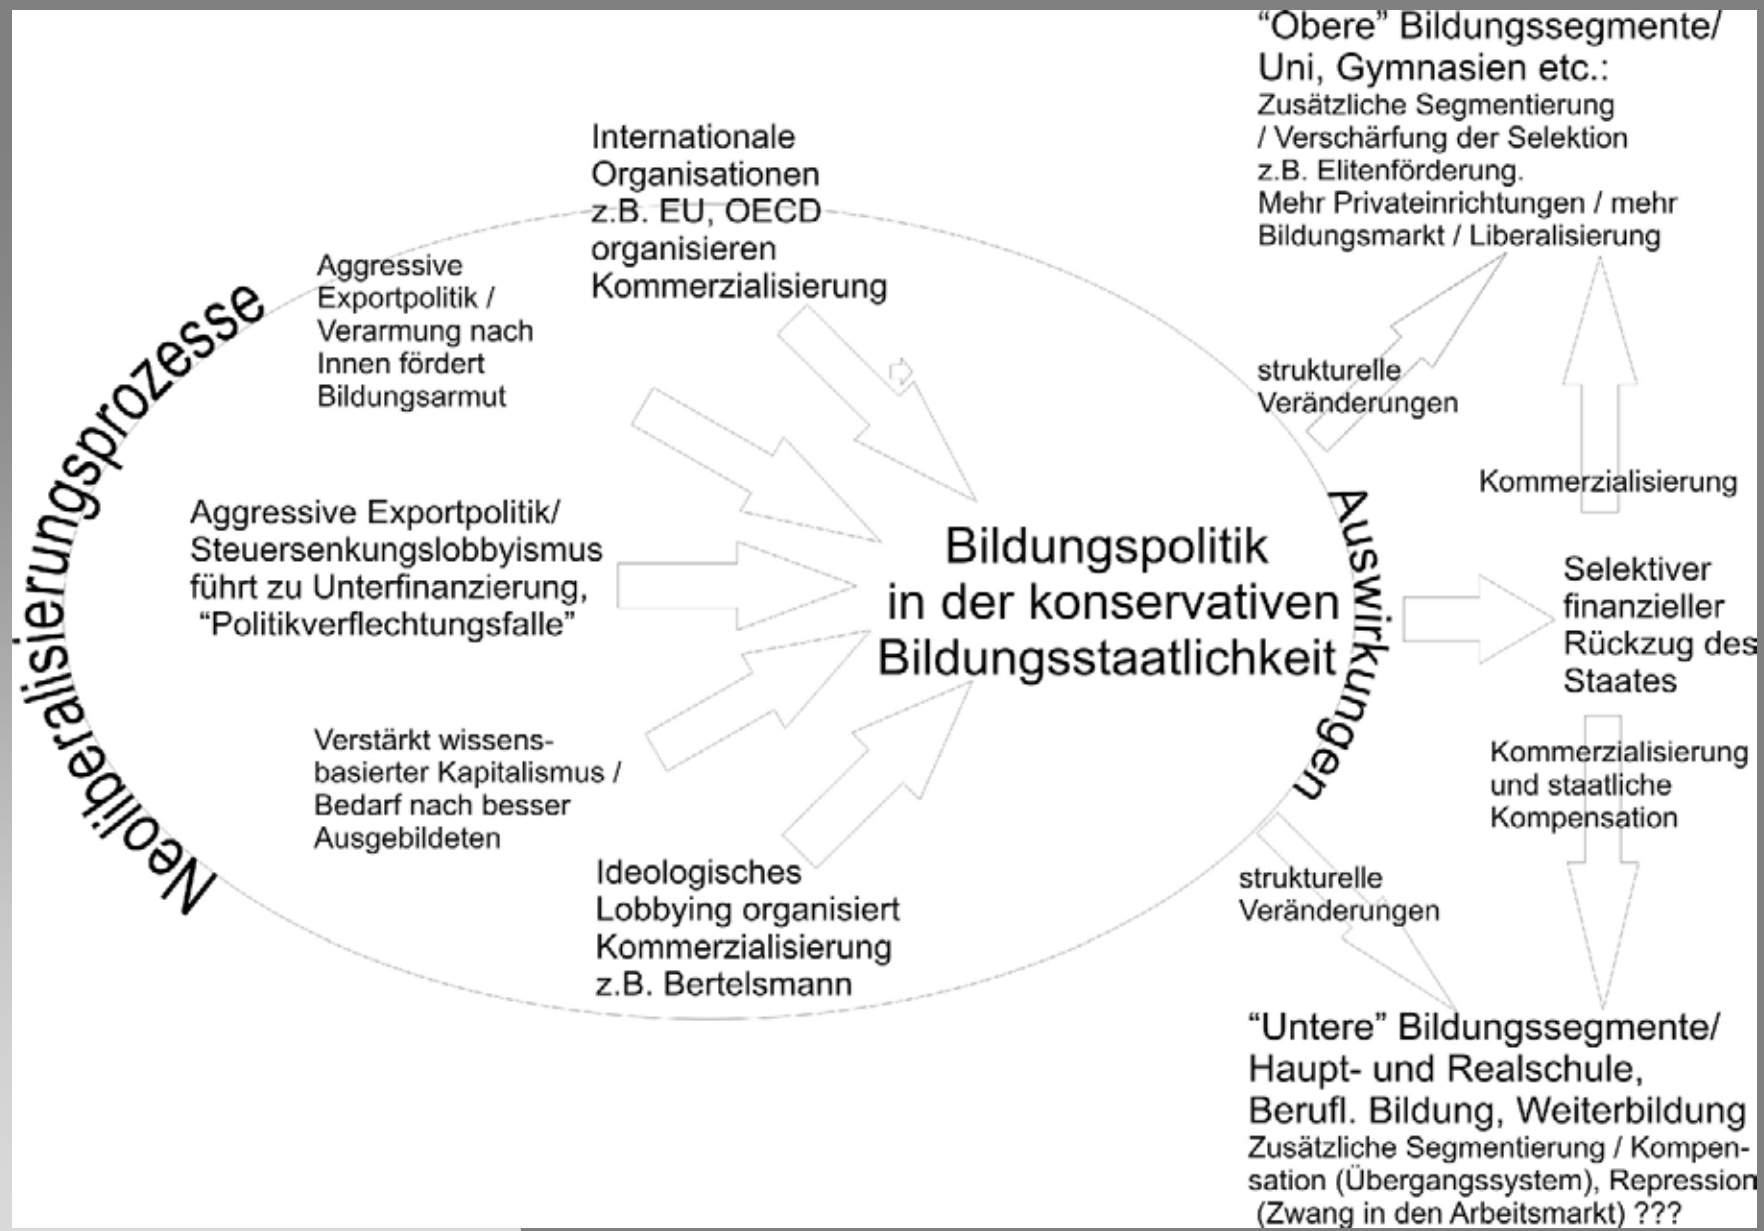 Neoliberalisierungsprozesse
Internationale
Organisationen
z.B. EU, OECD
organisieren
Kommerzialisierung
Aggressive
Exportpolitik /
Verarmung nach
Innen fördert
Bildungsarmut
Aggressive Exportpolitik/
Steuersenkungslobbyismus
führt zu Unterfinanzierung,
“Politikverflechtungsfalle”
Verstärkt wissens-
basierter Kapitalismus /
Bedarf nach besser
Ausgebildeten
Ideologisches
Lobbying organisiert
Kommerzialisierung
z.B. Bertelsmann
Bildungspolitik
in der konservativen
Bildungsstaatlichkeit
Auswirkungen
“Obere” Bildungssegmente/
Uni, Gymnasien etc.:
Zusätzliche Segmentierung
/ Verschärfung der Selektion
z.B. Elitenförderung.
Mehr Privateinrichtungen / mehr
Bildungsmarkt / Liberalisierung
strukturelle
Veränderungen
Kommerzialisierung
Selektiver
finanzieller
Rückzug des
Staates
Kommerzialisierung
und staatliche
Kompensation
strukturelle
Veränderungen
“Untere” Bildungssegmente/
Haupt- und Realschule,
Berufl. Bildung, Weiterbildung
Zusätzliche Segmentierung / Kompen-
sation (Übergangssystem), Repression
(Zwang in den Arbeitsmarkt) ???